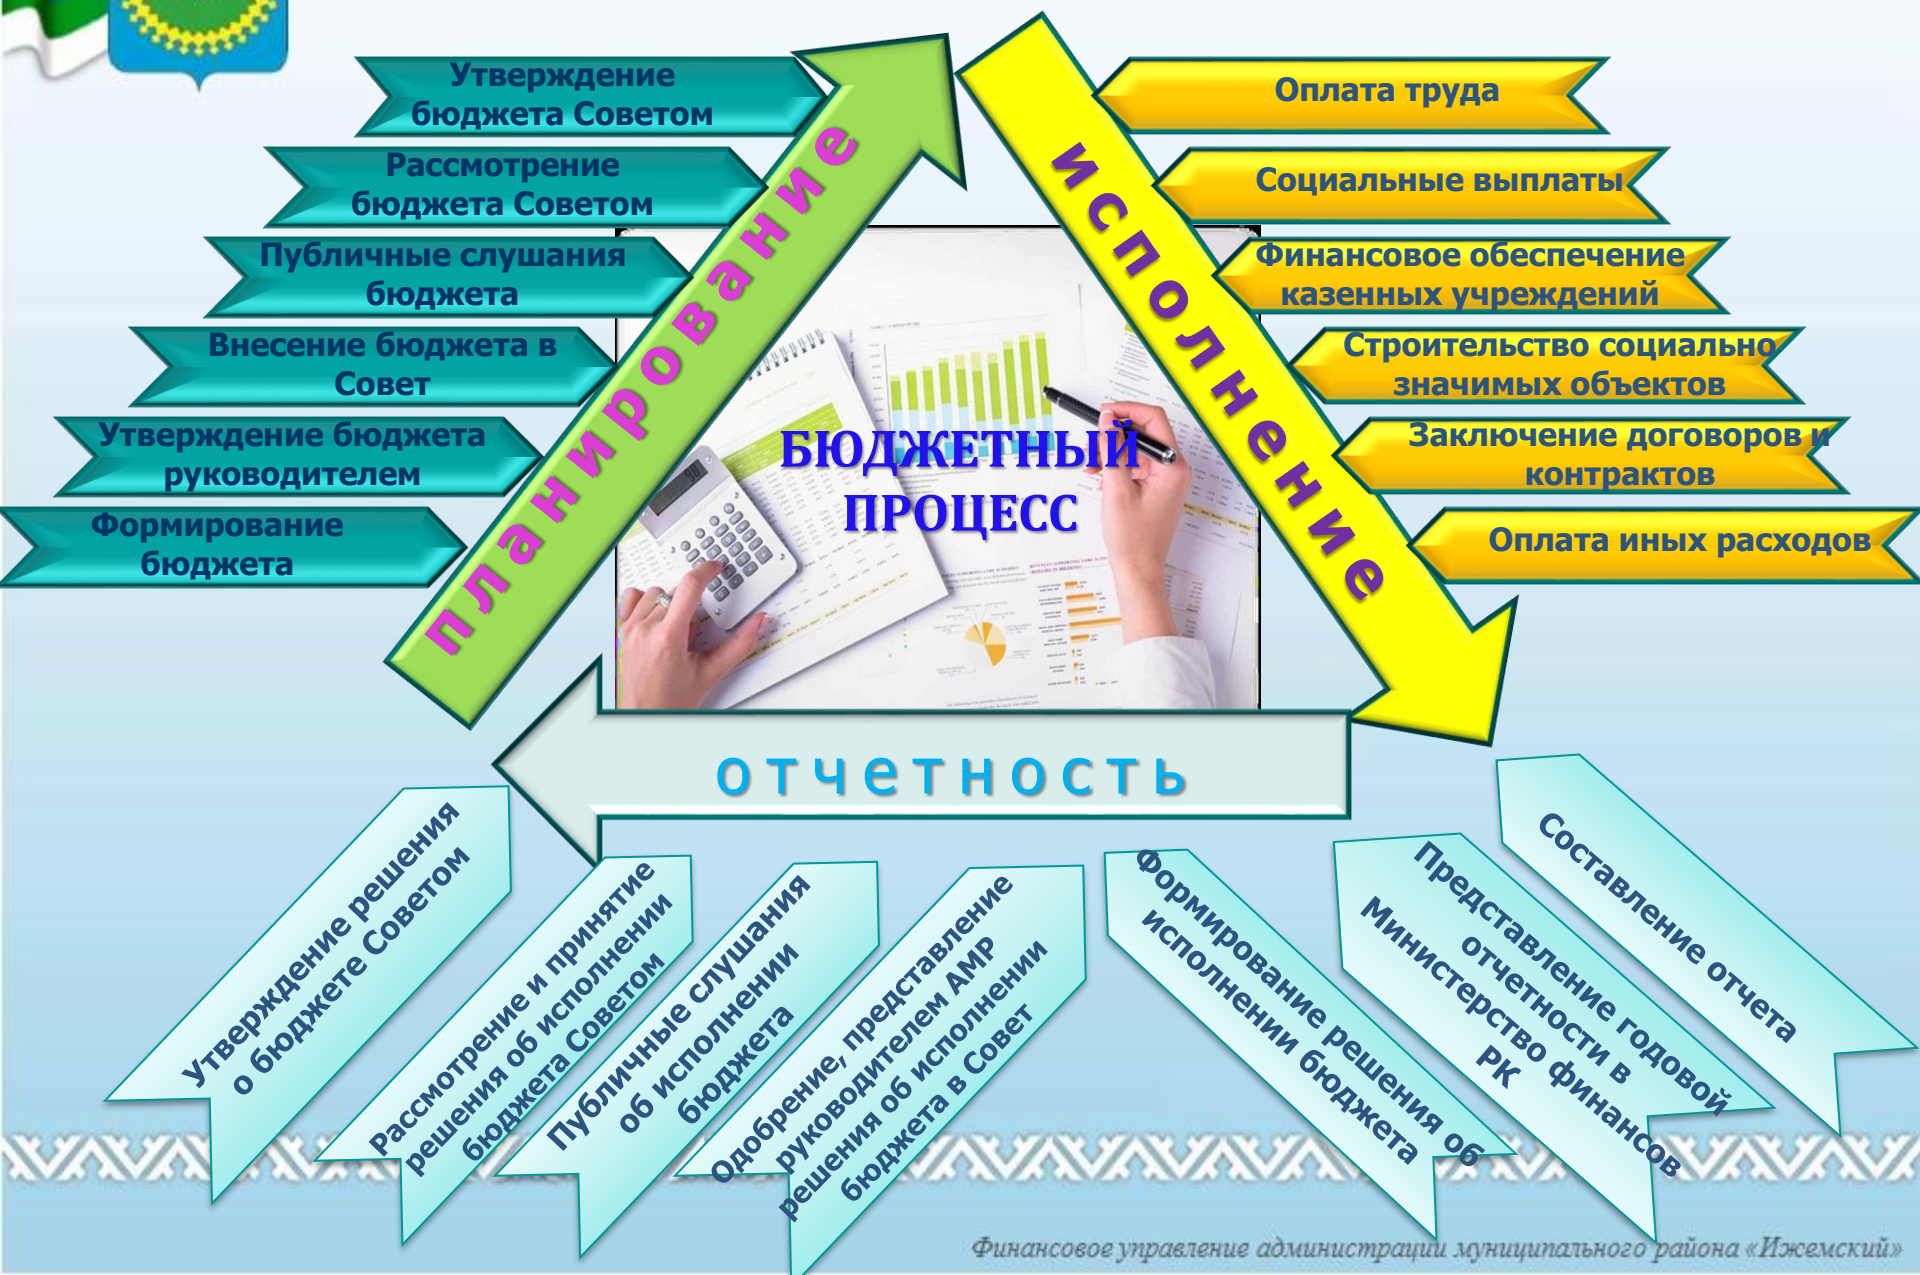 Утверждение
бюджета Советом
Рассмотрение
бюджета Советом
Публичные слушания
бюджета
Внесение бюджета в
Совет
Утверждение бюджета
руководителем
Формирование
бюджета
планирование
исполнение
Оплата труда
Социальные выплаты
Финансовое обеспечение
казенных учреждений
Строительство социально
значимых объектов
Заключение договоров и
контрактов
Оплата иных расходов
БЮДЖЕТНЫЙ
ПРОЦЕСС
отчетность
Утверждение решения
о бюджете Советом
Рассмотрение и принятие
решения об исполнении
бюджета Советом
Публичные слушания
об исполнении
бюджета
Одобрение, представление
руководителем АМР
решения об исполнении
бюджета в Совет
Формирование решения об
исполнении бюджета
Представление годовой
отчетности в
Министерство финансов
РК
Составление отчета
Финансовое управление администрации муниципального района «Ижемский»